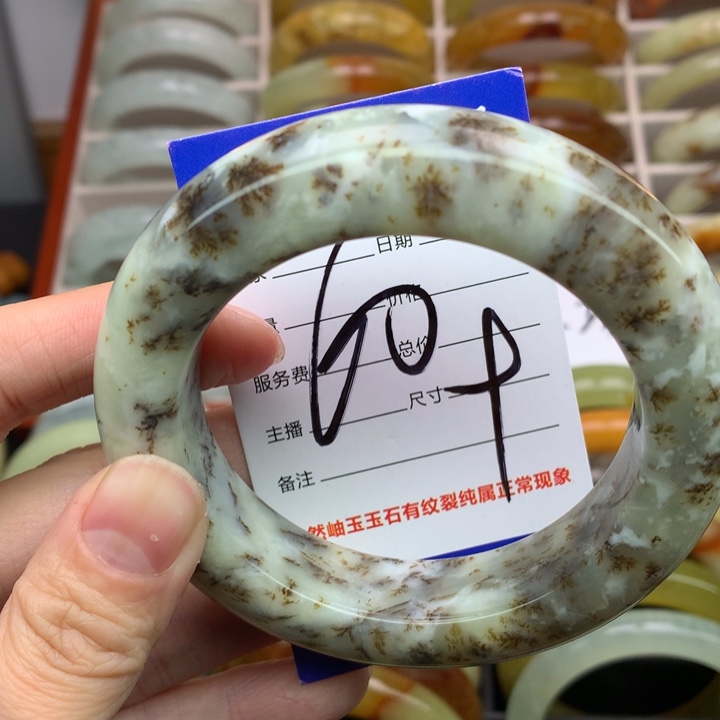 日期
价格
总价
服务费
尺寸
主播
备注
60
然岫玉玉石有纹裂纯属正常现象